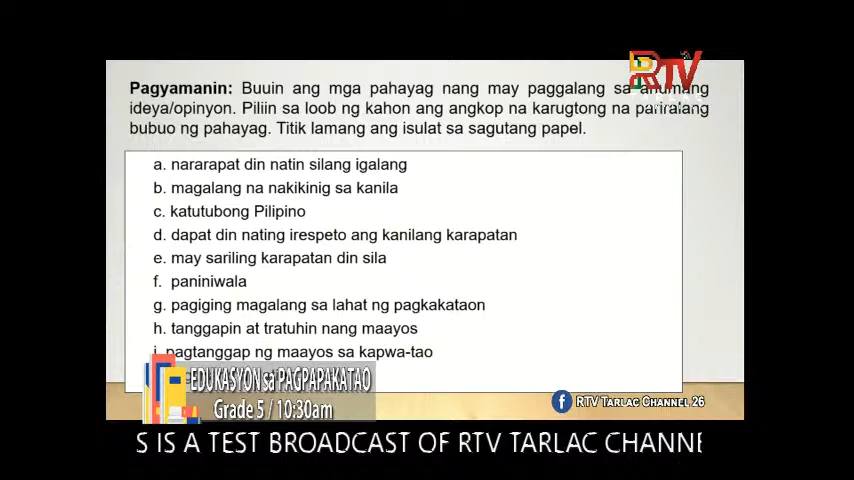 RTV
Pagyamanin: Buuin ang mga pahayag nang may paggalang sa anumang
ideya/opinyon. Piliin sa loob ng kahon ang angkop na karugtong na pariralang
bubuo ng pahayag. Titik lamang ang isulat sa sagutang papel.
a. nararapat din natin silang igalang
b. magalang na nakikinig sa kanila
c. katutubong Pilipino
d. dapat din nating irespeto ang kanilang karapatan
e. may sariling karapatan din sila
f. paniniwala
g. pagiging magalang sa lahat ng pagkakataon
h. tanggapin at tratuhin nang maayos
i. pagtanggap ng maayos sa kapwa-tao
EDUKASYON sa PAGPAPAKATAO
Grade 5 / 10:30am
f RTV TARLAC CHANNEL 26
S IS A TEST BROADCAST OF RTV TARLAC CHANNE